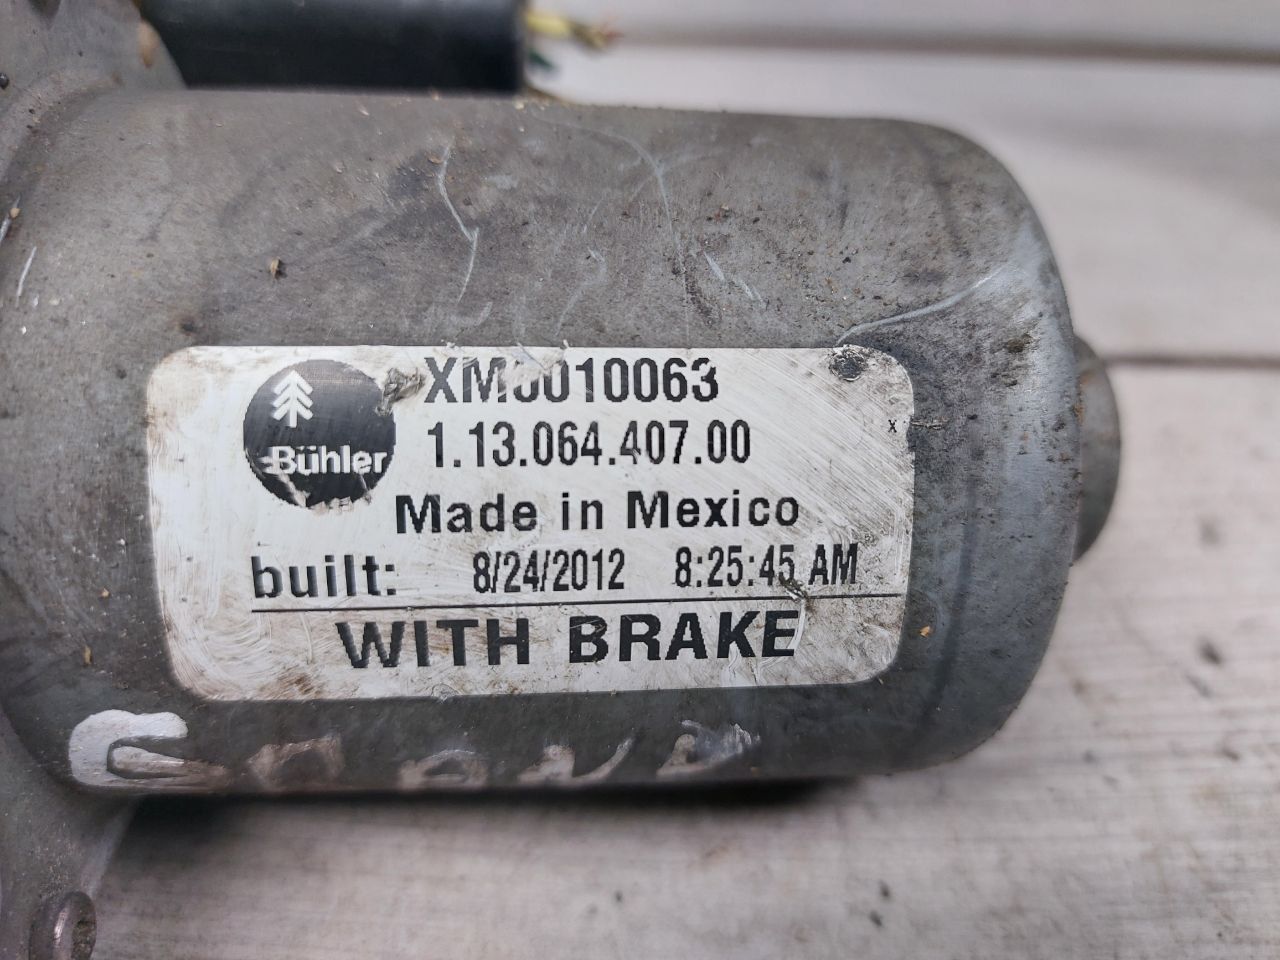 Bühler
XM0010063
1.13.064.407.00
Made in Mexico
built: 8/24/2012 8:25:45 AM
WITH BRAKE
x